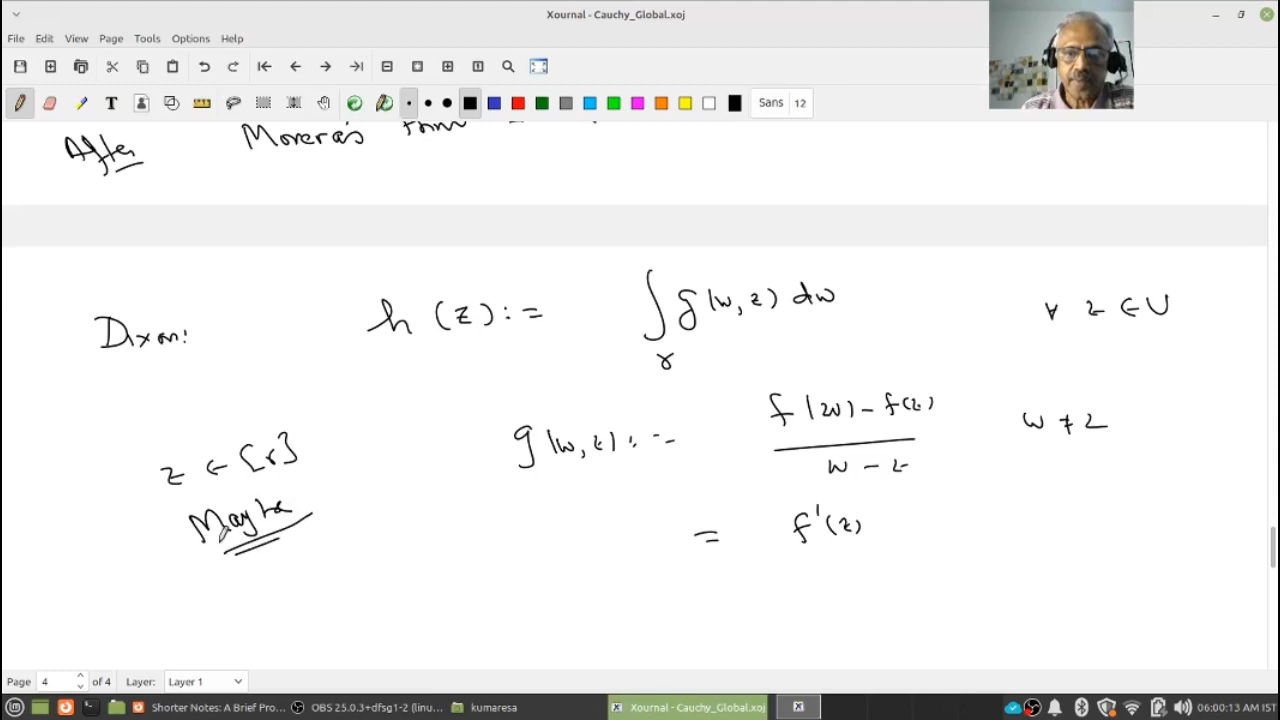 Xournal - Cauchy_Global.xoj
File Edit View Page Tools Options Help
Sans 12
After Morera's
Dixon: h (z) := ∫ g(w, z) dw ∀ z ∈ U
γ
f(w) - f(z)
g(w, z) := w ≠ z
w - z
z ∈ [γ]
Maybe
= f'(z)
Page 4 of 4 Layer: Layer 1
Shorter Notes: A Brief Pro... OBS 25.0.3+dfsg1-2 (linu... kumaresa Xournal - Cauchy_Global.xoj 06:00:13 AM IST